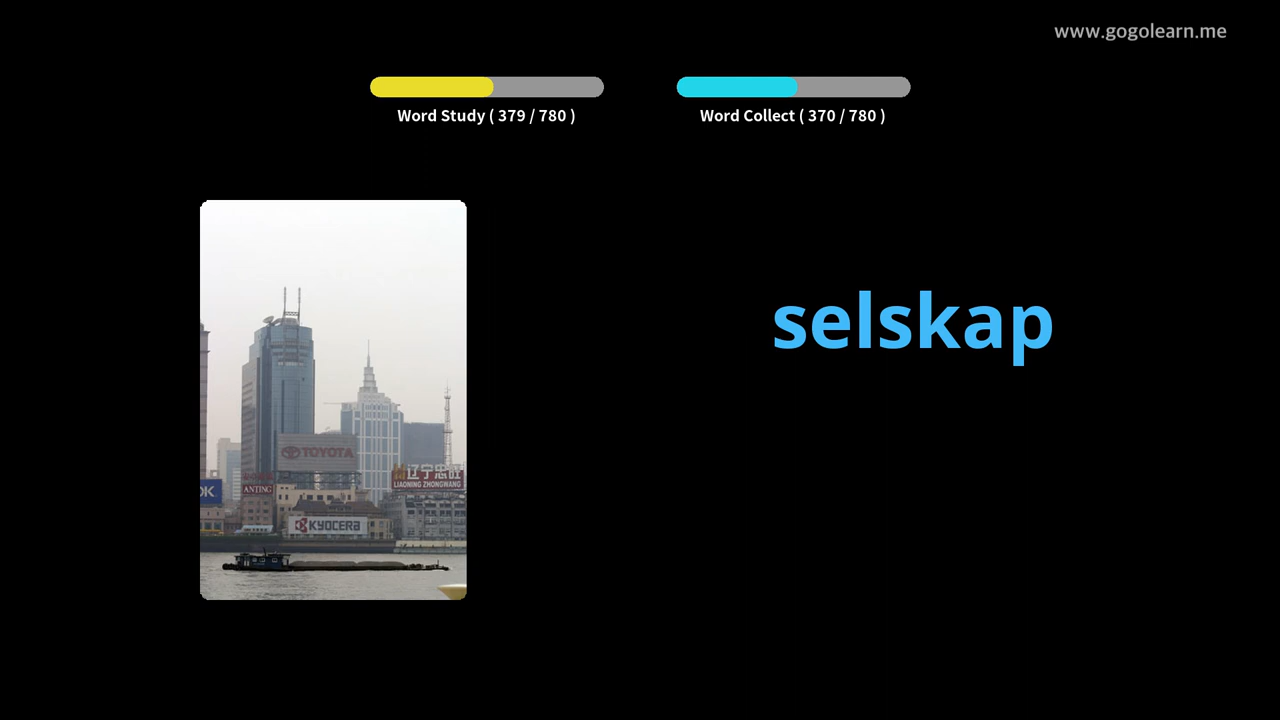 www.gogolearn.me
Word Study ( 379 / 780 )
Word Collect ( 370 / 780 )
selskap
TOYOTA
辽宁忠旺
LIAONING ZHONGWANG
OK
ANTING
KYOCERA